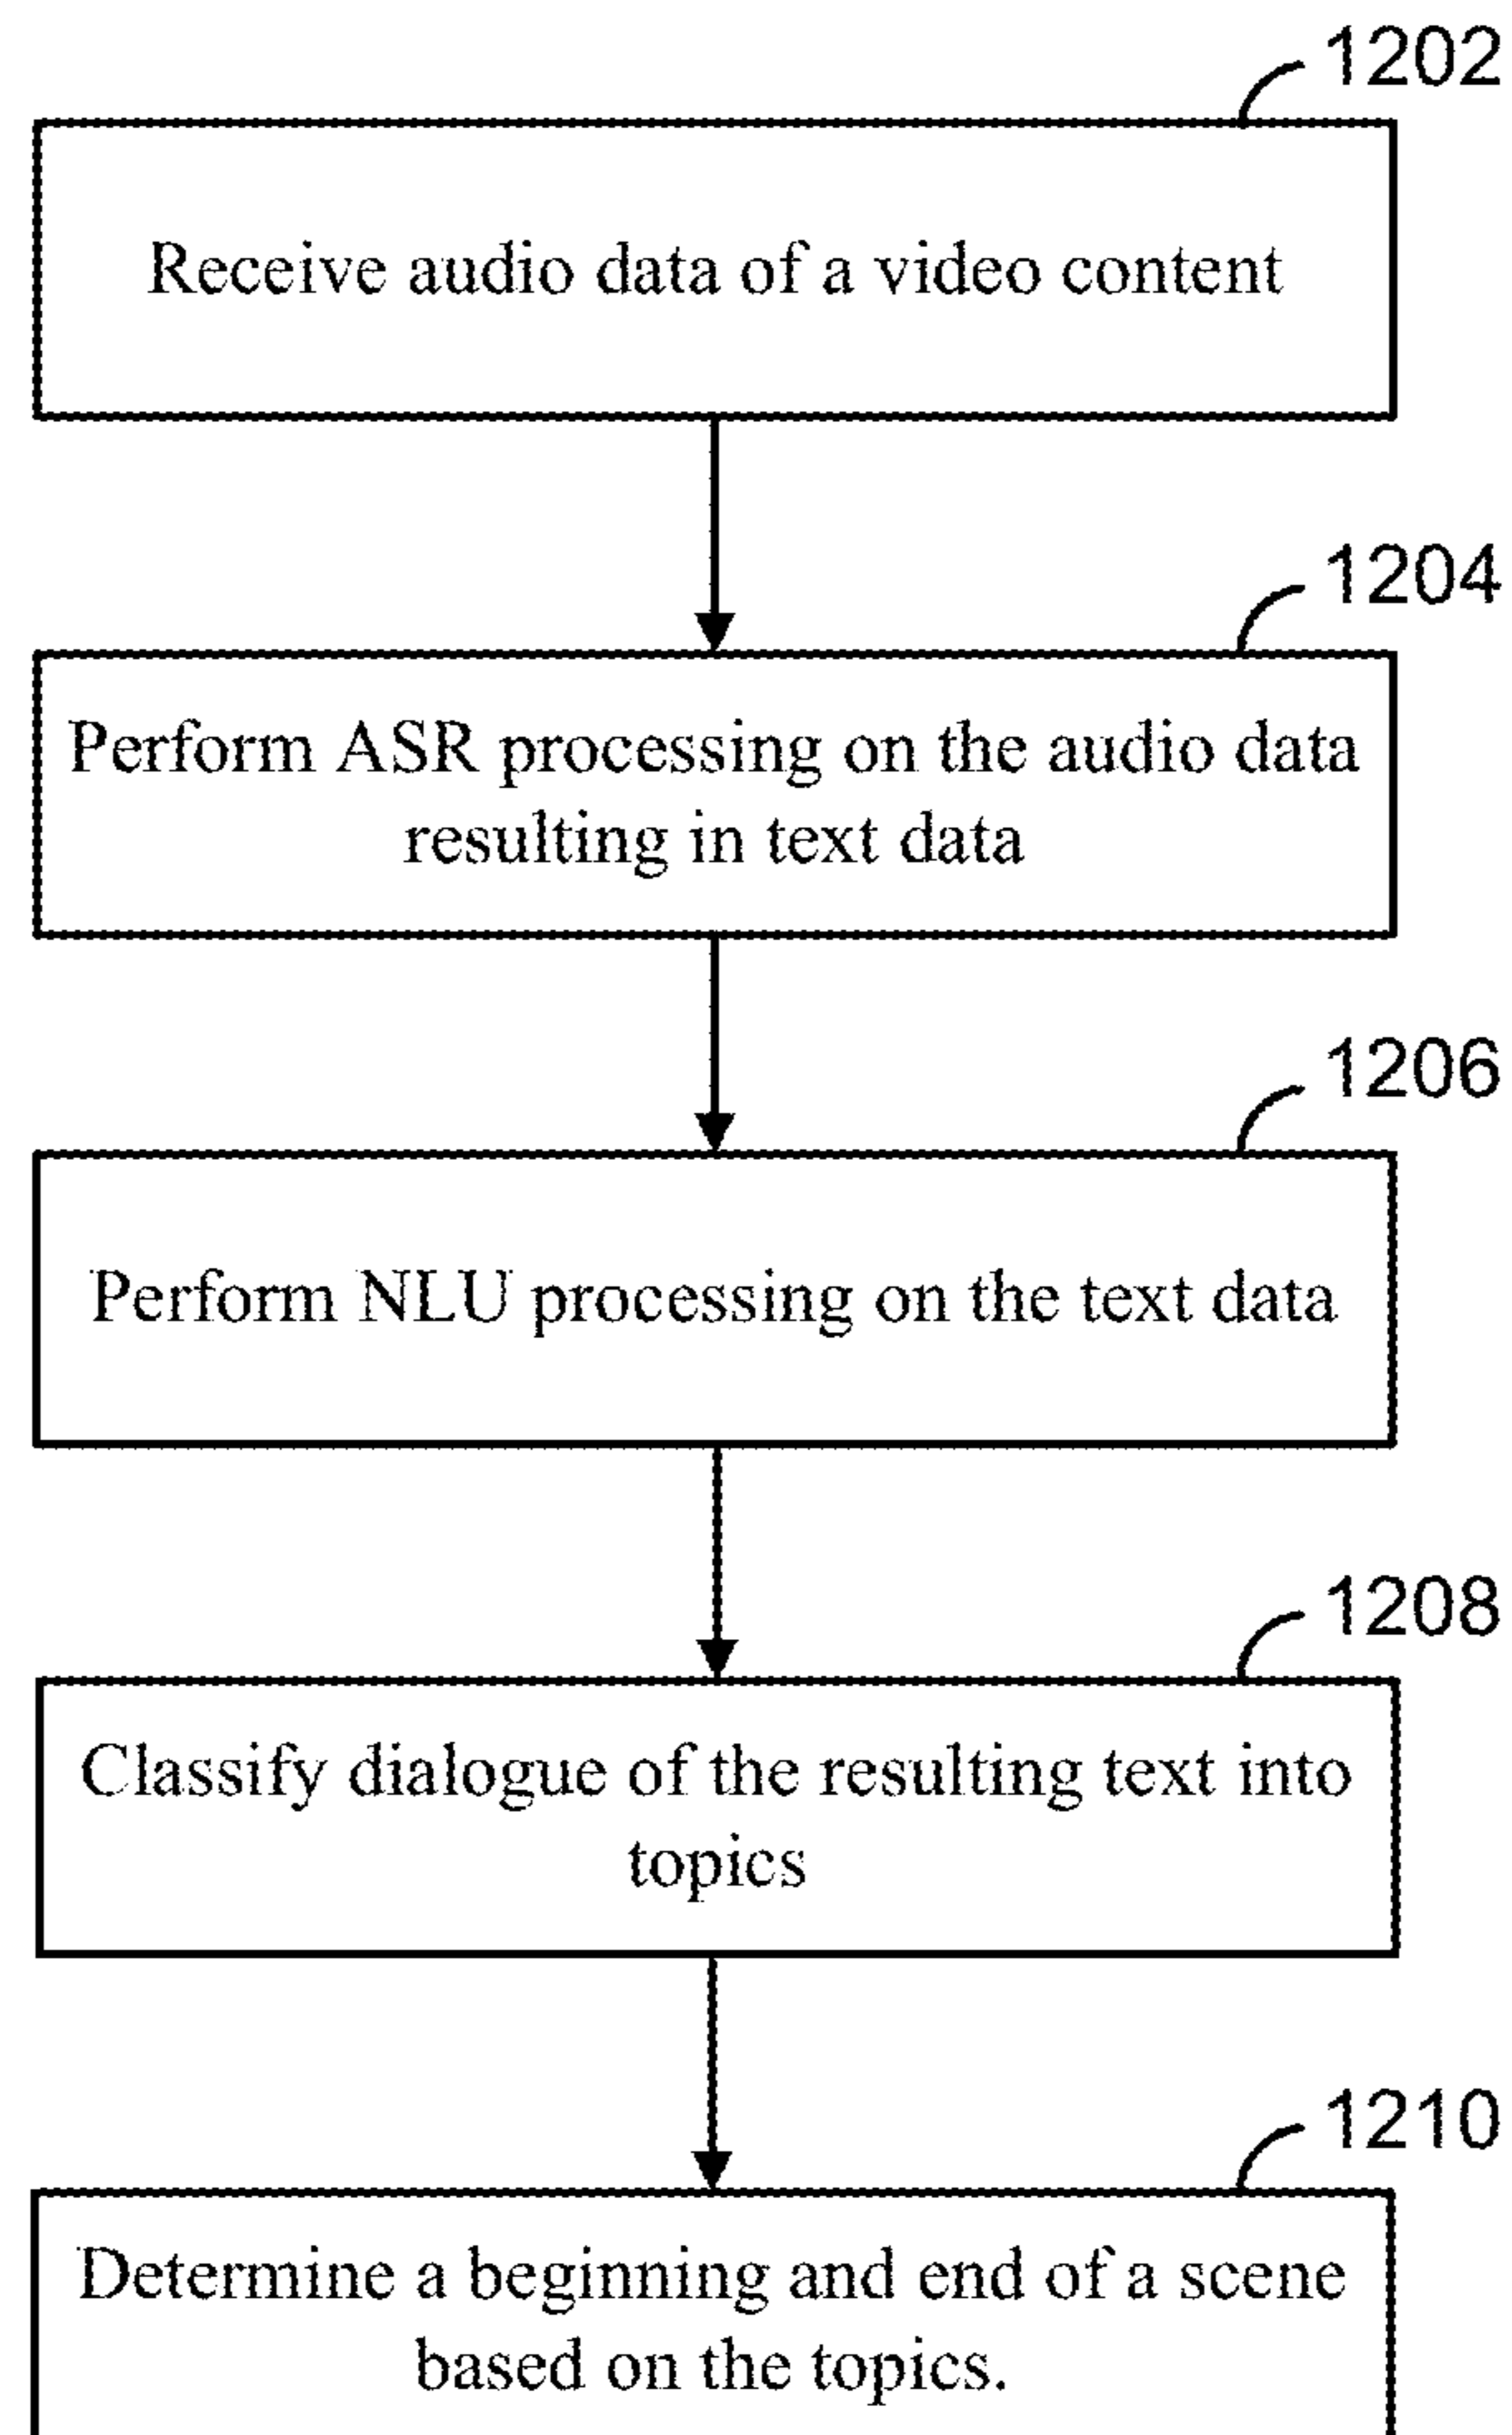 1202
Receive audio data of a video content
1204
Perform ASR processing on the audio data
resulting in text data
1206
Perform NLU processing on the text data
1208
Classify dialogue of the resulting text into
topics
1210
Determine a beginning and end of a scene
based on the topics.